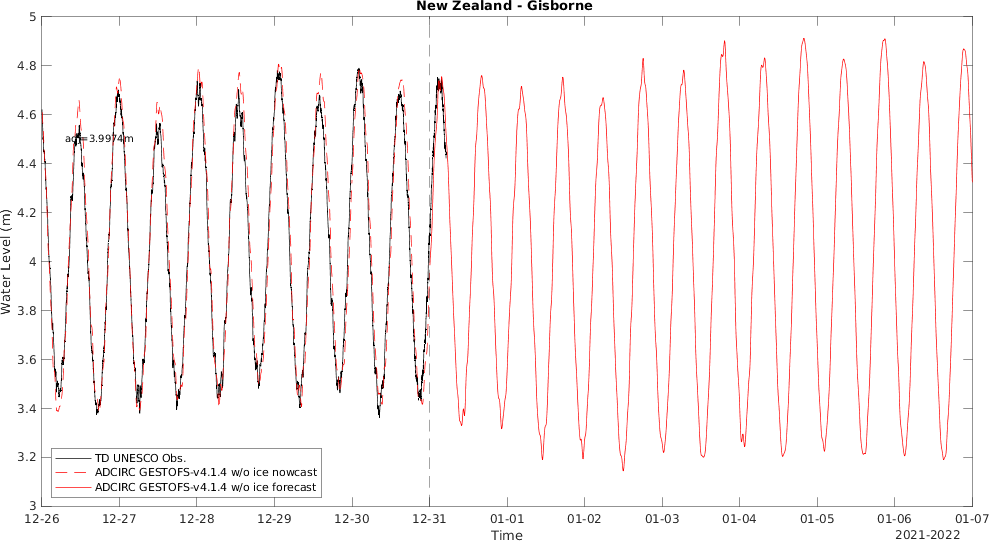 New Zealand - Gisborne
5
4.8
4.6
4.4
4.2
4
3.8
3.6
3.4
3.2
3
Water Level (m)
=3.9974m
TD UNESCO Obs.
ADCIRC GESTOFS-v4.1.4 w/o ice nowcast
ADCIRC GESTOFS-v4.1.4 w/o ice forecast
12-26 12-27 12-28 12-29 12-30 12-31 01-01 01-02 01-03 01-04 01-05 01-06 01-07
Time
2021-2022